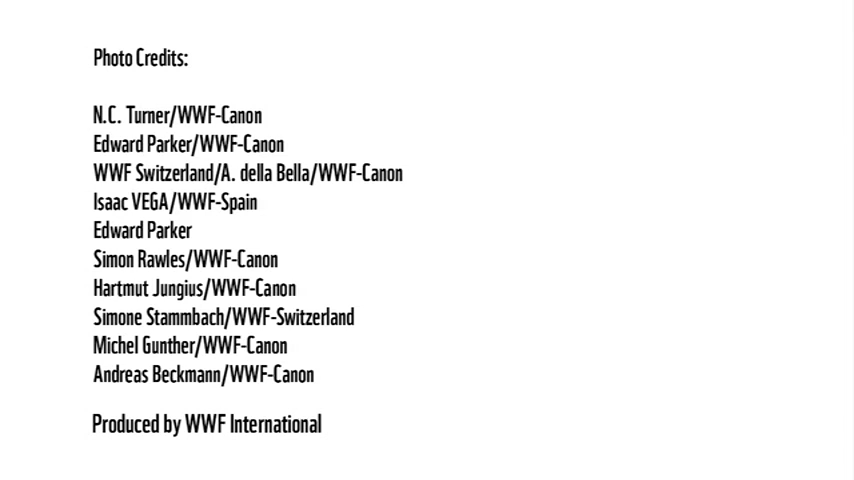 Photo Credits:
N.C. Turner/WWF-Canon
Edward Parker/WWF-Canon
WWF Switzerland/A. della Bella/WWF-Canon
Isaac VEGA/WWF-Spain
Edward Parker
Simon Rawles/WWF-Canon
Hartmut Jungius/WWF-Canon
Simone Stammbach/WWF-Switzerland
Michel Gunther/WWF-Canon
Andreas Beckmann/WWF-Canon
Produced by WWF International